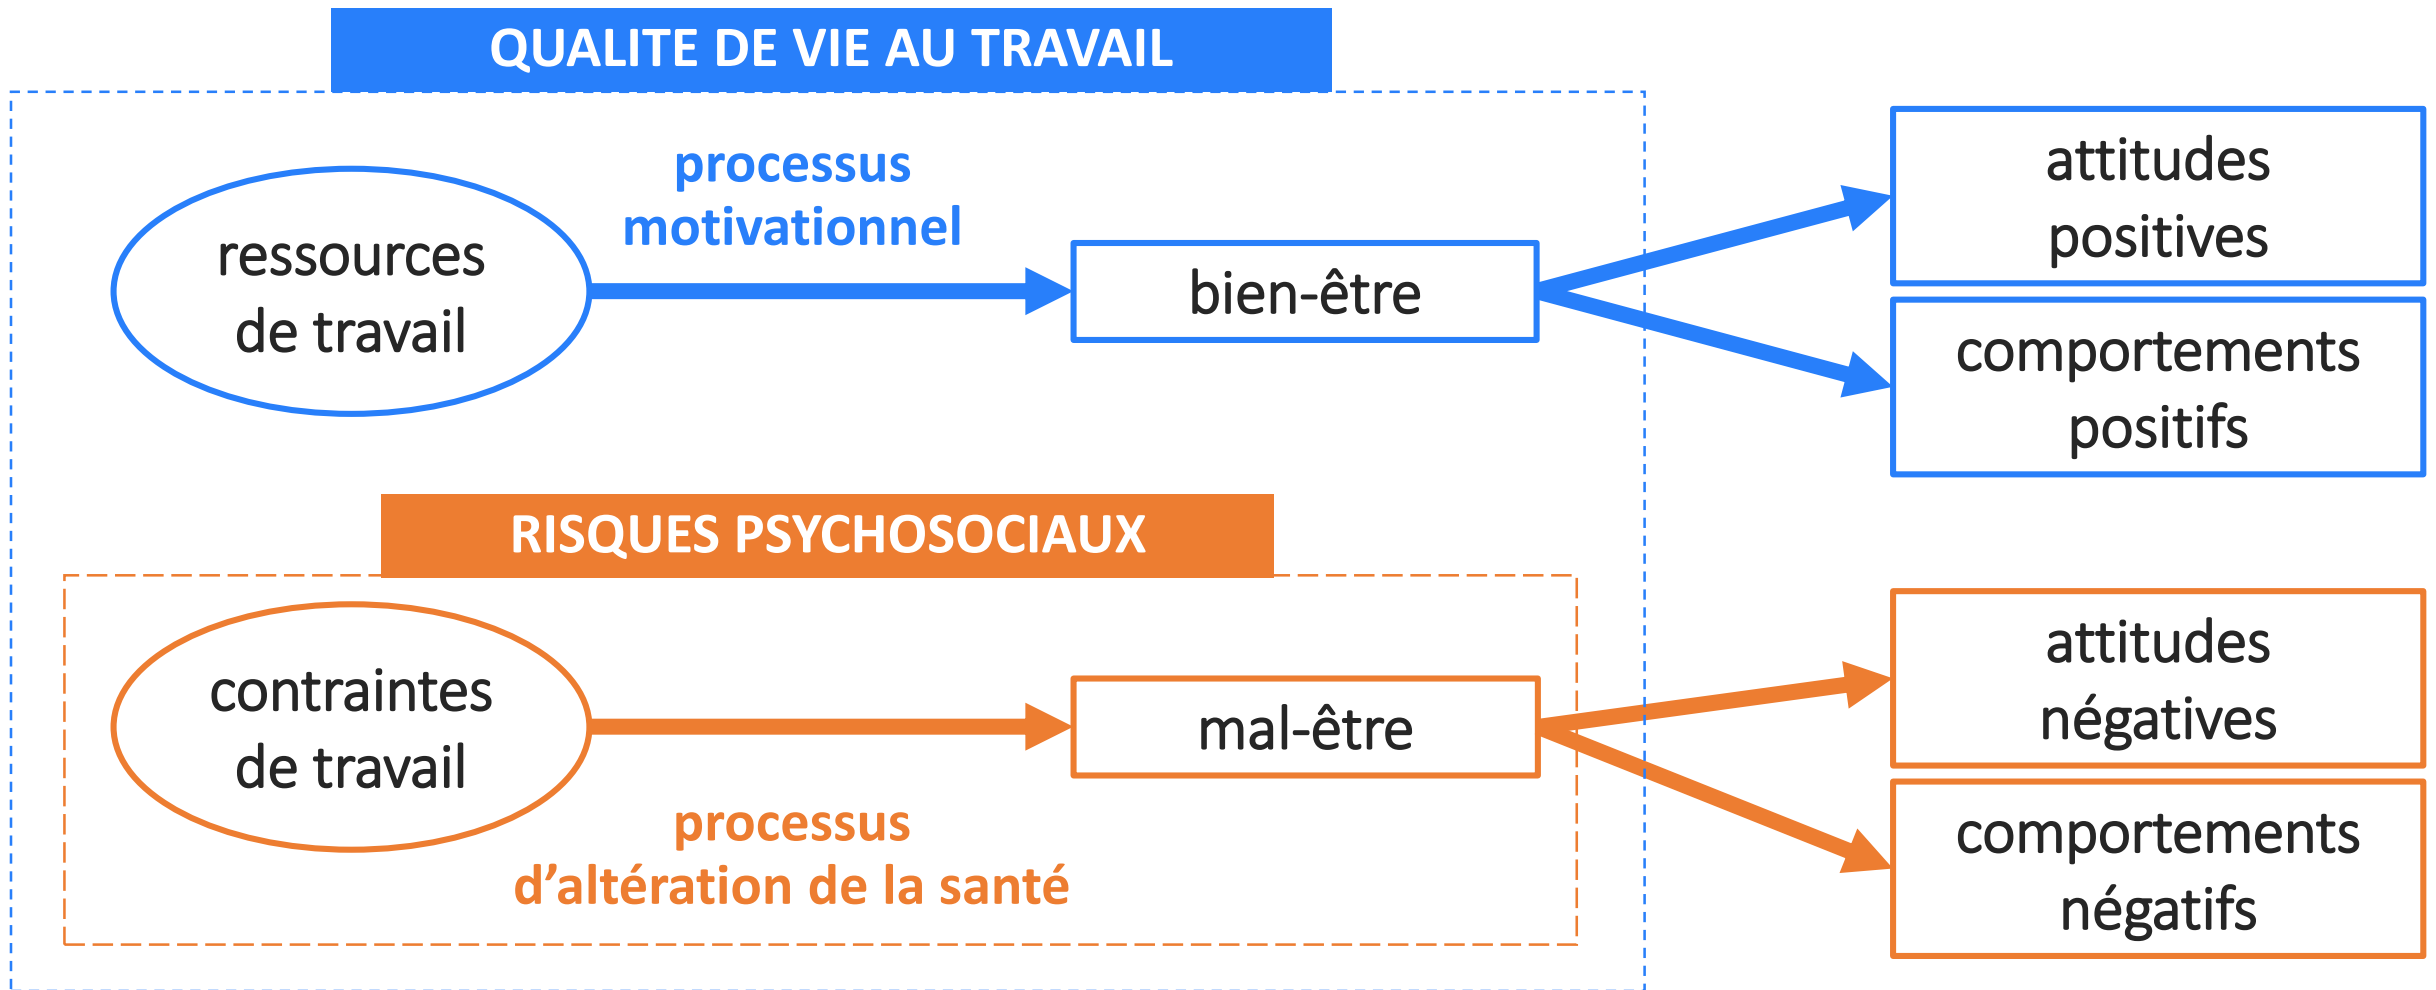 QUALITE DE VIE AU TRAVAIL
processus
motivationnel
ressources
de travail
bien-être
attitudes
positives
comportements
positifs
RISQUES PSYCHOSOCIAUX
contraintes
de travail
mal-être
processus
d’altération de la santé
attitudes
négatives
comportements
négatifs